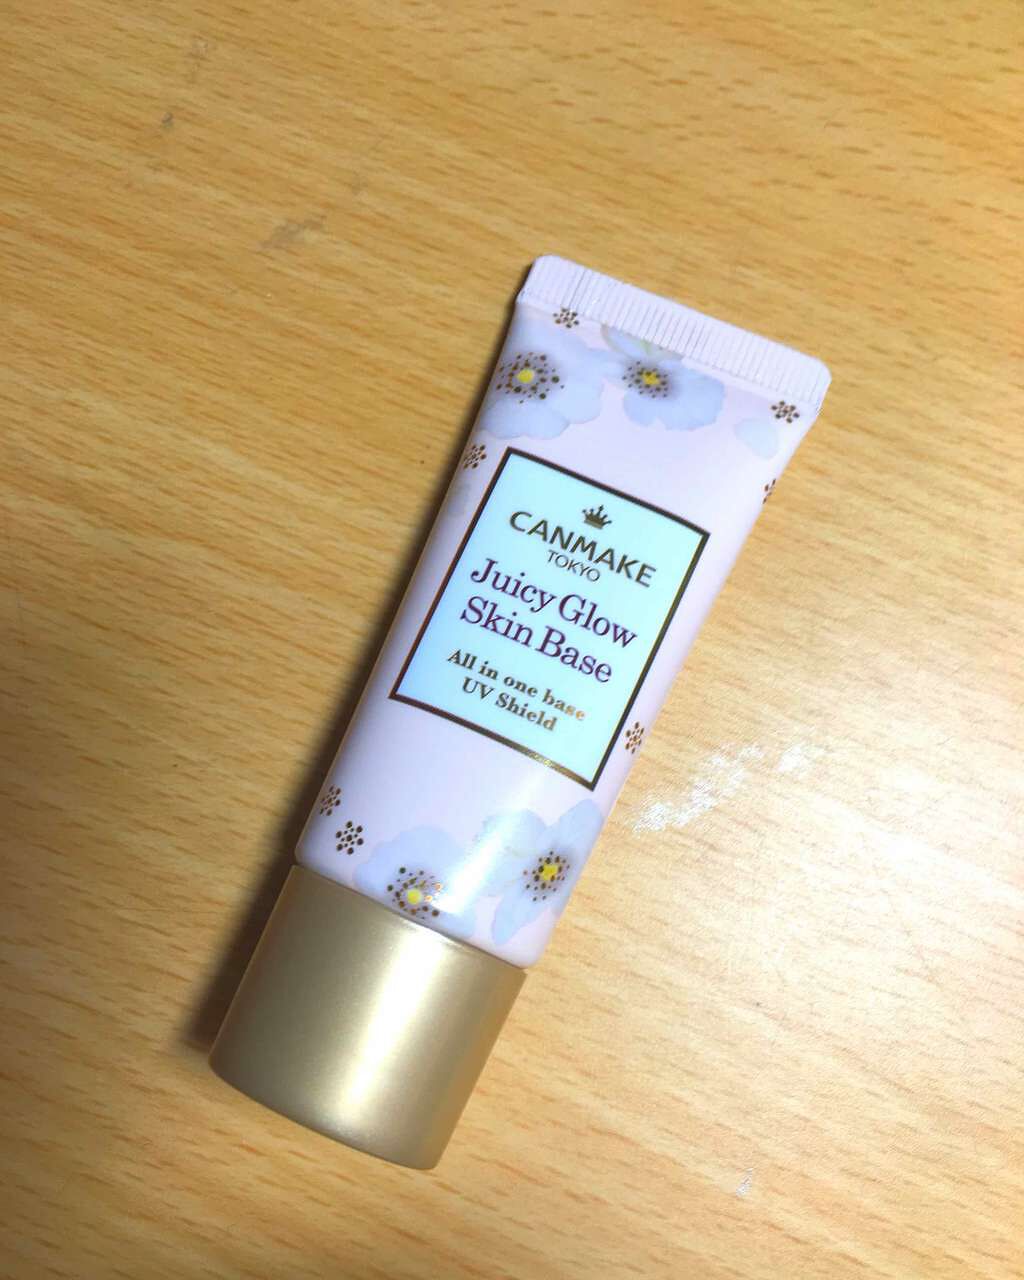 CANMAKE
TOKYO
Juicy Glow
Skin Base
All in one base
UV Shield